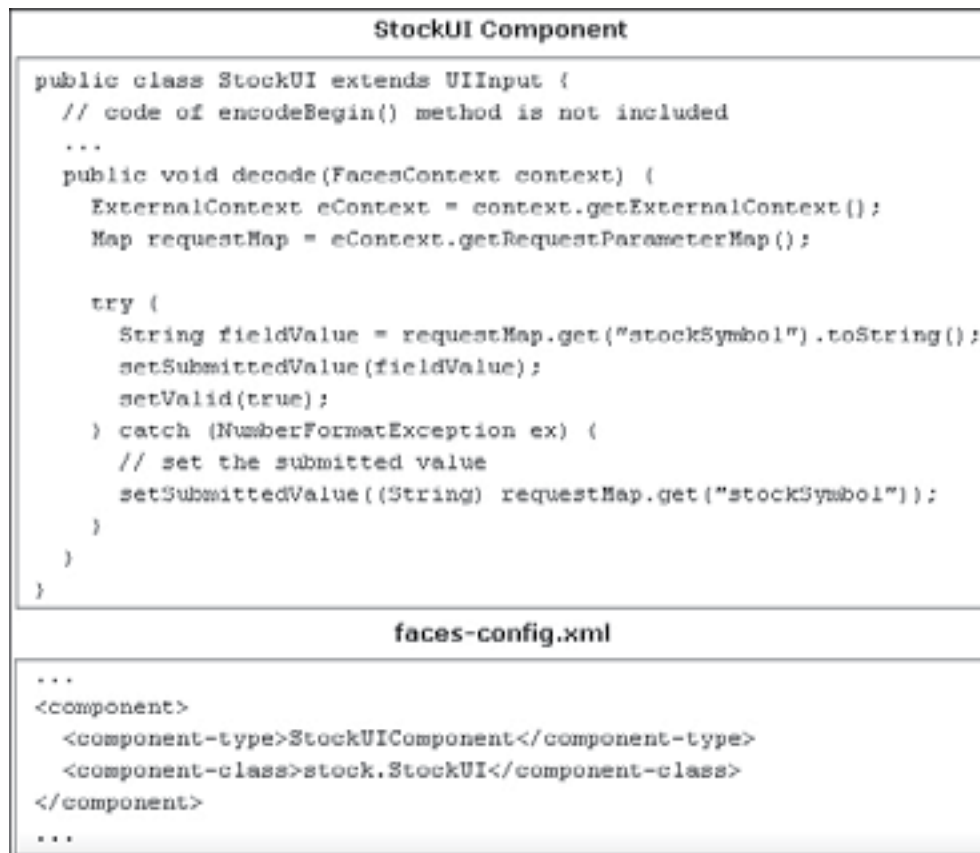 StockUI Component
public class StockUI extends UIInput {
// code of encodeBegin() method is not included
...
public void decode(FacesContext context) {
ExternalContext eContext = context.getExternalContext();
Map requestMap = eContext.getRequestParameterMap();
try {
String fieldValue = requestMap.get("stockSymbol").toString();
setSubmittedValue(fieldValue);
setValid(true);
} catch (NumberFormatException ex) {
// set the submitted value
setSubmittedValue((String) requestMap.get("stockSymbol"));
}
}
}
faces-config.xml
...
<component>
<component-type>StockUIComponent</component-type>
<component-class>stock.StockUI</component-class>
</component>
...